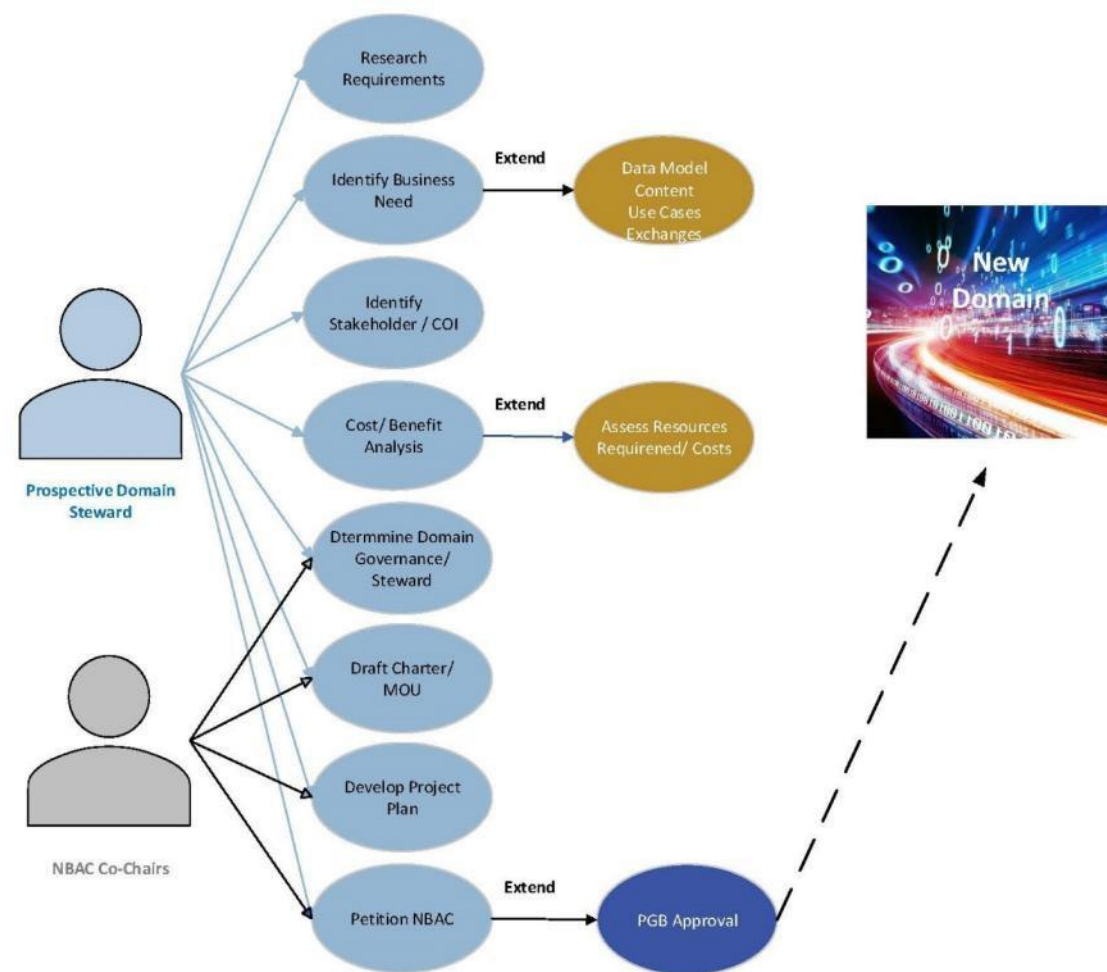 Research
Requirements
Identify Business
Need
Extend
Data Model
Content
Use Cases
Exchanges
New
Domain
Identify
Stakeholder / COI
Cost/ Benefit
Analysis
Extend
Assess Resources
Requirened/ Costs
Prospective Domain
Steward
Dtermmine Domain
Governance/
Steward
Draft Charter/
MOU
Develop Project
Plan
NBAC Co-Chairs
Petition NBAC
Extend
PGB Approval